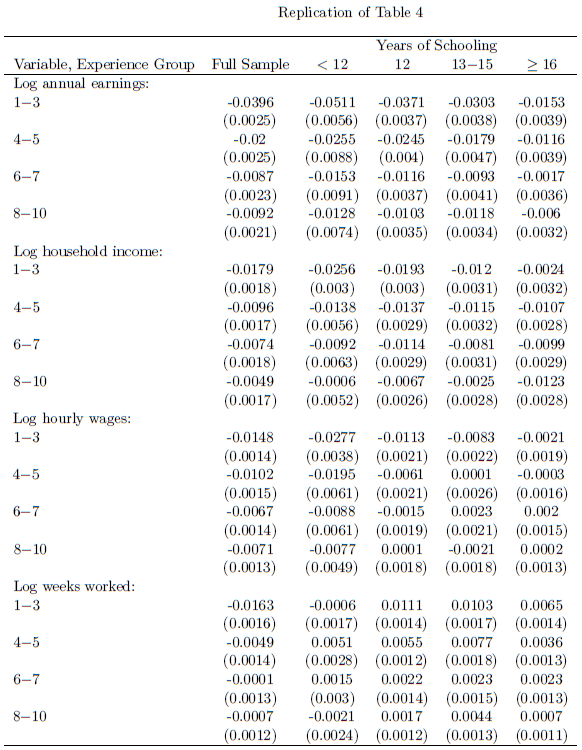 Replication of Table 4
Years of Schooling
Variable, Experience Group Full Sample < 12 12 13−15 ≥ 16
Log annual earnings:
1−3 -0.0396 -0.0511 -0.0371 -0.0303 -0.0153
(0.0025) (0.0056) (0.0037) (0.0038) (0.0039)
4−5 -0.02 -0.0255 -0.0245 -0.0179 -0.0116
(0.0025) (0.0088) (0.004) (0.0047) (0.0039)
6−7 -0.0087 -0.0153 -0.0116 -0.0093 -0.0017
(0.0023) (0.0091) (0.0037) (0.0041) (0.0036)
8−10 -0.0092 -0.0128 -0.0103 -0.0118 -0.006
(0.0021) (0.0074) (0.0035) (0.0034) (0.0032)
Log household income:
1−3 -0.0179 -0.0256 -0.0193 -0.012 -0.0024
(0.0018) (0.003) (0.003) (0.0031) (0.0032)
4−5 -0.0096 -0.0138 -0.0137 -0.0115 -0.0107
(0.0017) (0.0056) (0.0029) (0.0032) (0.0028)
6−7 -0.0074 -0.0092 -0.0114 -0.0081 -0.0099
(0.0018) (0.0063) (0.0029) (0.0031) (0.0029)
8−10 -0.0049 -0.0006 -0.0067 -0.0025 -0.0123
(0.0017) (0.0052) (0.0026) (0.0028) (0.0028)
Log hourly wages:
1−3 -0.0148 -0.0277 -0.0113 -0.0083 -0.0021
(0.0014) (0.0038) (0.0021) (0.0022) (0.0019)
4−5 -0.0102 -0.0195 -0.0061 0.0001 -0.0003
(0.0015) (0.0061) (0.0021) (0.0026) (0.0016)
6−7 -0.0067 -0.0088 -0.0015 0.0023 0.002
(0.0014) (0.0061) (0.0019) (0.0021) (0.0015)
8−10 -0.0071 -0.0077 0.0001 -0.0021 0.0002
(0.0013) (0.0049) (0.0018) (0.0018) (0.0013)
Log weeks worked:
1−3 -0.0163 -0.0006 0.0111 0.0103 0.0065
(0.0016) (0.0017) (0.0014) (0.0017) (0.0014)
4−5 -0.0049 0.0051 0.0055 0.0077 0.0036
(0.0014) (0.0028) (0.0012) (0.0018) (0.0013)
6−7 -0.0001 0.0015 0.0022 0.0023 0.0023
(0.0013) (0.003) (0.0014) (0.0015) (0.0013)
8−10 -0.0007 -0.0021 0.0017 0.0044 0.0007
(0.0012) (0.0024) (0.0012) (0.0013) (0.0011)